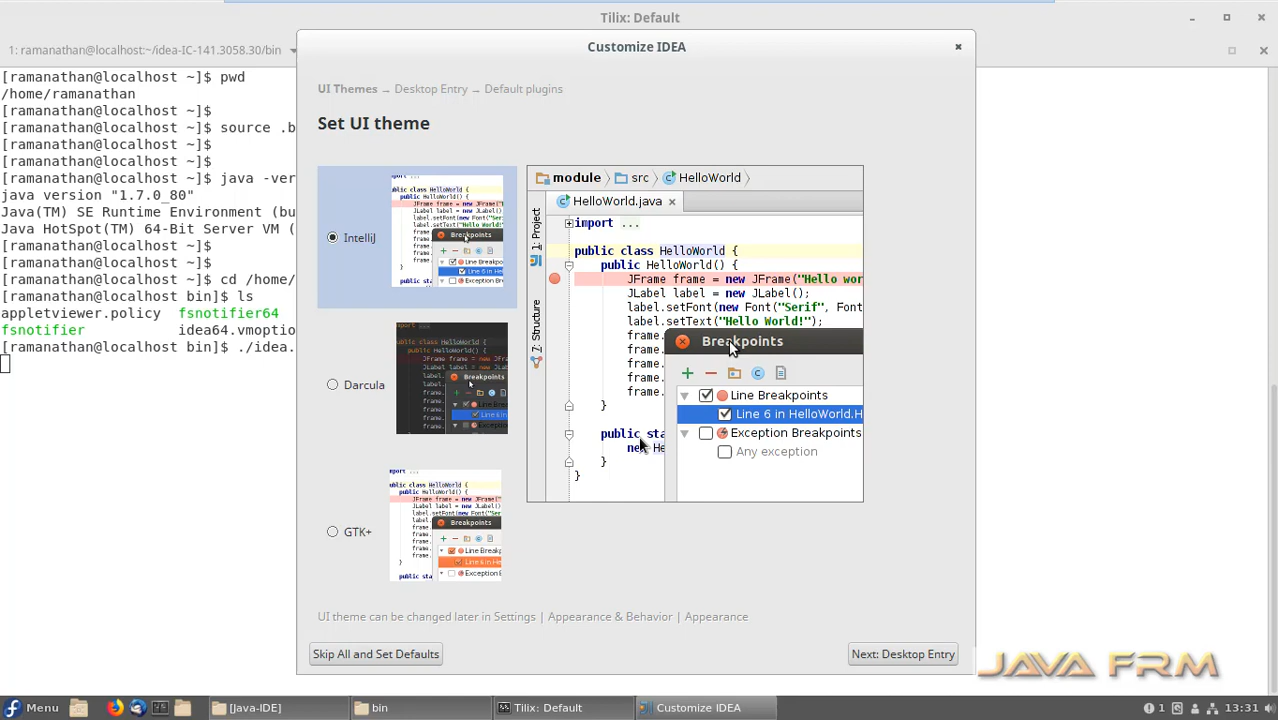 Tilix: Default
1: ramanathan@localhost:~/idea-IC-141.3058.30/bin
[ramanathan@localhost ~]$ pwd
/home/ramanathan
[ramanathan@localhost ~]$
[ramanathan@localhost ~]$ source .b
[ramanathan@localhost ~]$
[ramanathan@localhost ~]$
[ramanathan@localhost ~]$ java -ver
java version "1.7.0_80"
Java(TM) SE Runtime Environment (bu
Java HotSpot(TM) 64-Bit Server VM (
[ramanathan@localhost ~]$
[ramanathan@localhost ~]$ cd /home/
[ramanathan@localhost bin]$ ls
appletviewer.policy fsnotifier64
fsnotifier idea64.vmoptio
[ramanathan@localhost bin]$ ./idea.
Customize IDEA
UI Themes → Desktop Entry → Default plugins
Set UI theme
IntelliJ
Darcula
GTK+
module src HelloWorld
HelloWorld.java
1: Project
7: Structure
import ...
public class HelloWorld {
public HelloWorld() {
JFrame frame = new JFrame("Hello wor
JLabel label = new JLabel();
label.setFont(new Font("Serif", Font
label.setText("Hello World!");
frame.
frame.
frame.
frame.
frame.
}
public sta
new He
}
}
Breakpoints
Line Breakpoints
Line 6 in HelloWorld.H
Exception Breakpoints
Any exception
UI theme can be changed later in Settings | Appearance & Behavior | Appearance
Skip All and Set Defaults
Next: Desktop Entry
JAVA FRM
Menu
[Java-IDE]
bin
Tilix: Default
Customize IDEA
1
13:31